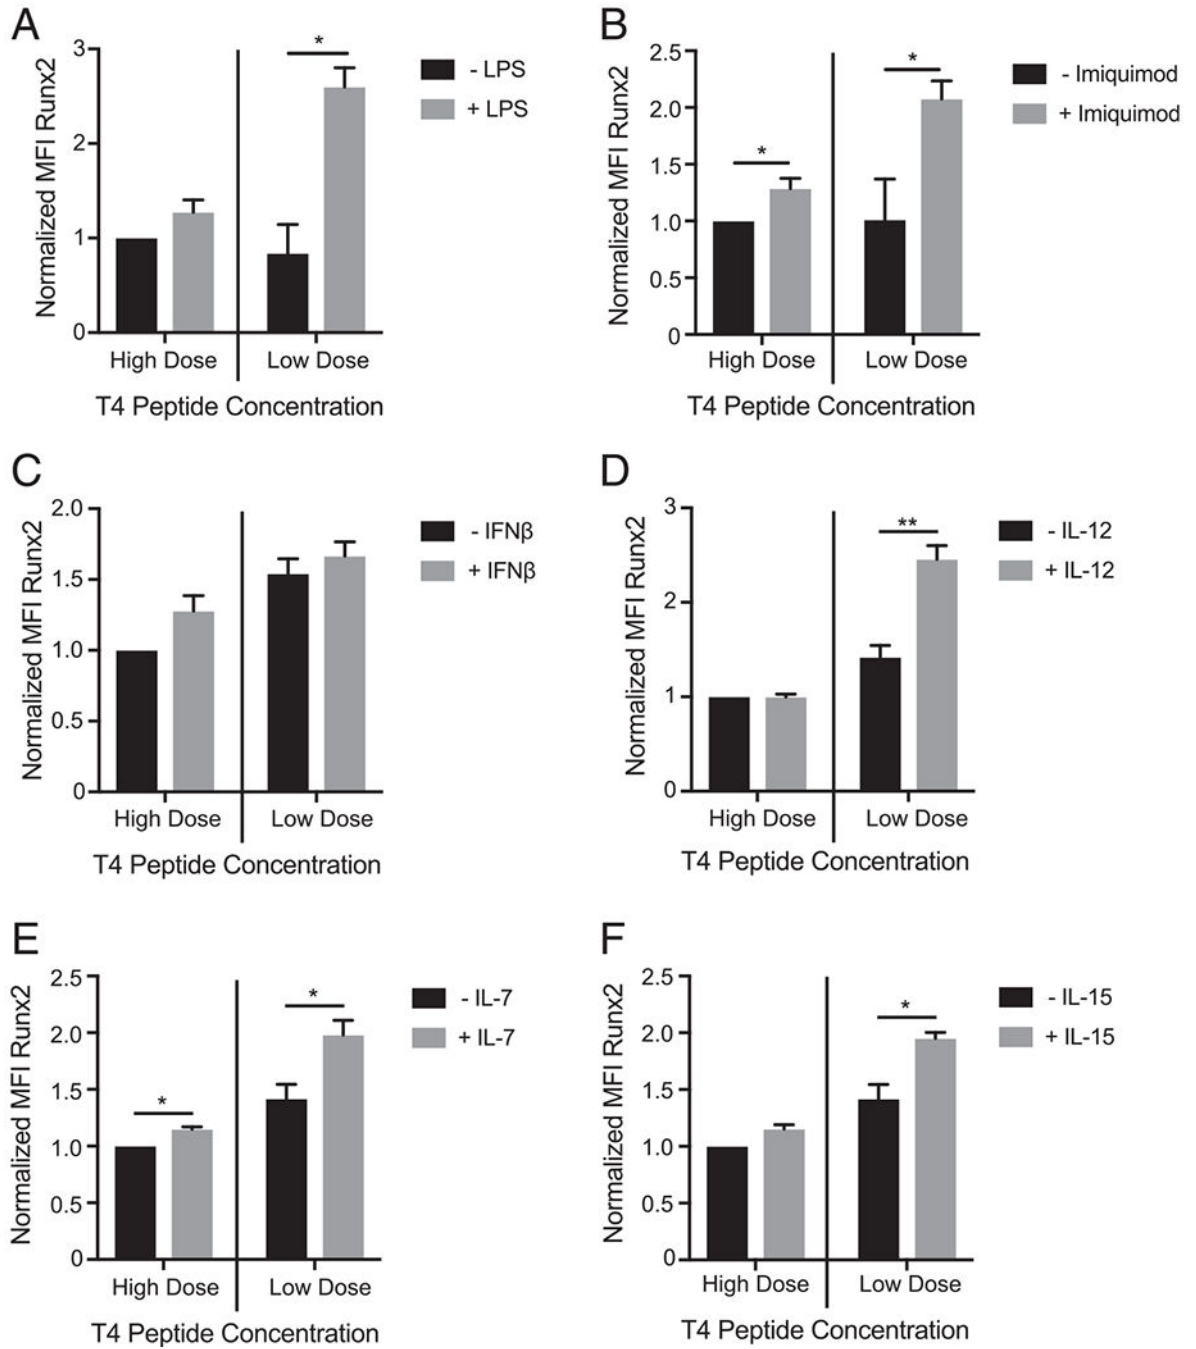 A
Normalized MFI Runx2
3
2
1
0
*
- LPS
+ LPS
High Dose
Low Dose
T4 Peptide Concentration
B
Normalized MFI Runx2
2.5
2.0
1.5
1.0
0.5
0
*
*
- Imiquimod
+ Imiquimod
High Dose
Low Dose
T4 Peptide Concentration
C
Normalized MFI Runx2
2.0
1.5
1.0
0.5
0
- IFNβ
+ IFNβ
High Dose
Low Dose
T4 Peptide Concentration
D
Normalized MFI Runx2
3
2
1
0
**
- IL-12
+ IL-12
High Dose
Low Dose
T4 Peptide Concentration
E
Normalized MFI Runx2
2.5
2.0
1.5
1.0
0.5
0
*
*
- IL-7
+ IL-7
High Dose
Low Dose
T4 Peptide Concentration
F
Normalized MFI Runx2
2.5
2.0
1.5
1.0
0.5
0
*
- IL-15
+ IL-15
High Dose
Low Dose
T4 Peptide Concentration